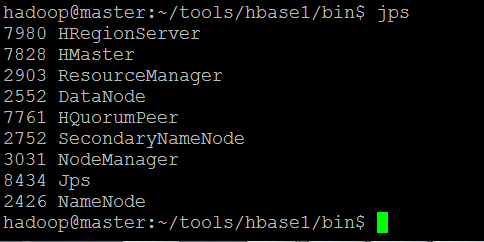 hadoop@master:~/tools/hbase1/bin$ jps
7980 HRegionServer
7828 HMaster
2903 ResourceManager
2552 DataNode
7761 HQuorumPeer
2752 SecondaryNameNode
3031 NodeManager
8434 Jps
2426 NameNode
hadoop@master:~/tools/hbase1/bin$